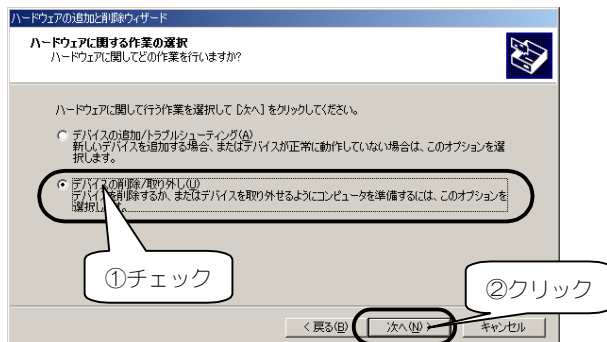 ハードウェアの追加と削除ウィザード
ハードウェアに関する作業の選択
ハードウェアに関してどの作業を行いますか?
ハードウェアに関して行う作業を選択して [次へ] をクリックしてください。
デバイスの追加/トラブルシューティング(A)
新しいデバイスを追加する場合、またはデバイスが正常に動作していない場合は、このオプションを選
択します。
デバイスの削除/取り外し(U)
デバイスを削除するか、またはデバイスを取り外せるようにコンピュータを準備するには、このオプションを
選択します。
①チェック
②クリック
< 戻る(B)
次へ(N) >
キャンセル